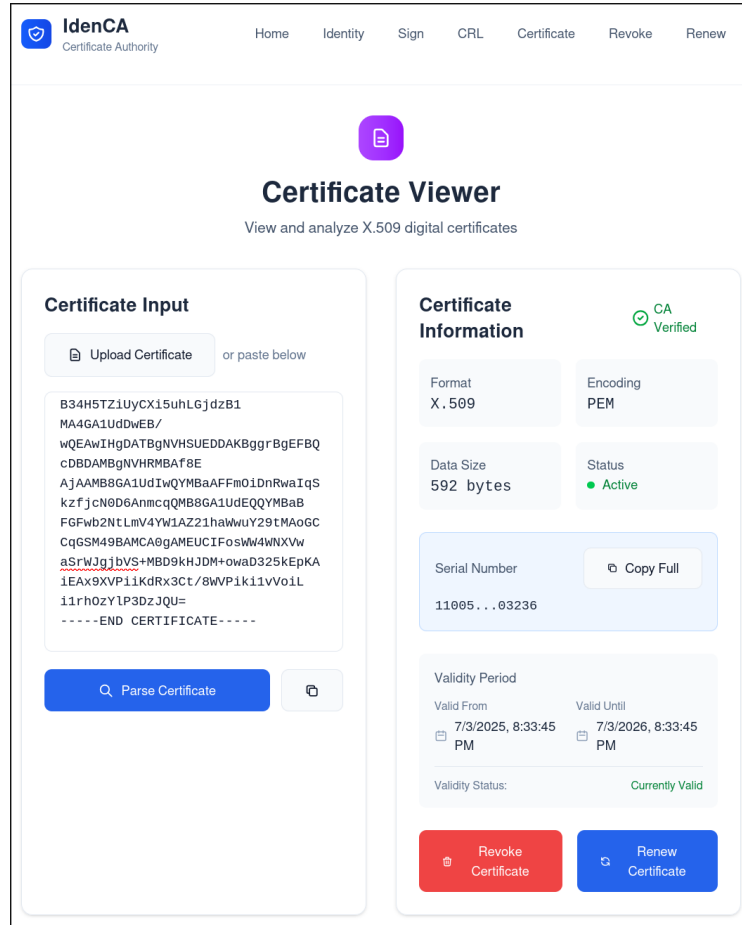 IdenCA
Certificate Authority
Home
Identity
Sign
CRL
Certificate
Revoke
Renew
Certificate Viewer
View and analyze X.509 digital certificates
Certificate Input
Upload Certificate
or paste below
B34H5TZiUyCXi5uhLGjdzB1
MA4GA1UdDwEB/
wQEAwIHgDATBgNVHSUEDDAKBggrBgEFBQ
cDBDAMBgNVHRMBAf8E
AjAAMB8GA1UdIwQYMBaAFFmOiDnRwaIqS
kzfjcN0D6AnmcqQMB8GA1UdEQQYMBaB
FGFwb2NtLmV4YW1AZ21haWwuY29tMAoGC
CqGSM49BAMCA0gAMEUCIFosWW4WNXVw
aSrWJgjbVS+MBD9kHJDM+owaD325kEpKA
iEAx9XVPiiKdRx3Ct/8WVPiki1vVoiL
i1rhOzYlP3DzJQU=
-----END CERTIFICATE-----
Parse Certificate
Certificate
Information
CA
Verified
Format
X.509
Encoding
PEM
Data Size
592 bytes
Status
Active
Serial Number
Copy Full
11005...03236
Validity Period
Valid From
7/3/2025, 8:33:45
PM
Valid Until
7/3/2026, 8:33:45
PM
Validity Status:
Currently Valid
Revoke
Certificate
Renew
Certificate